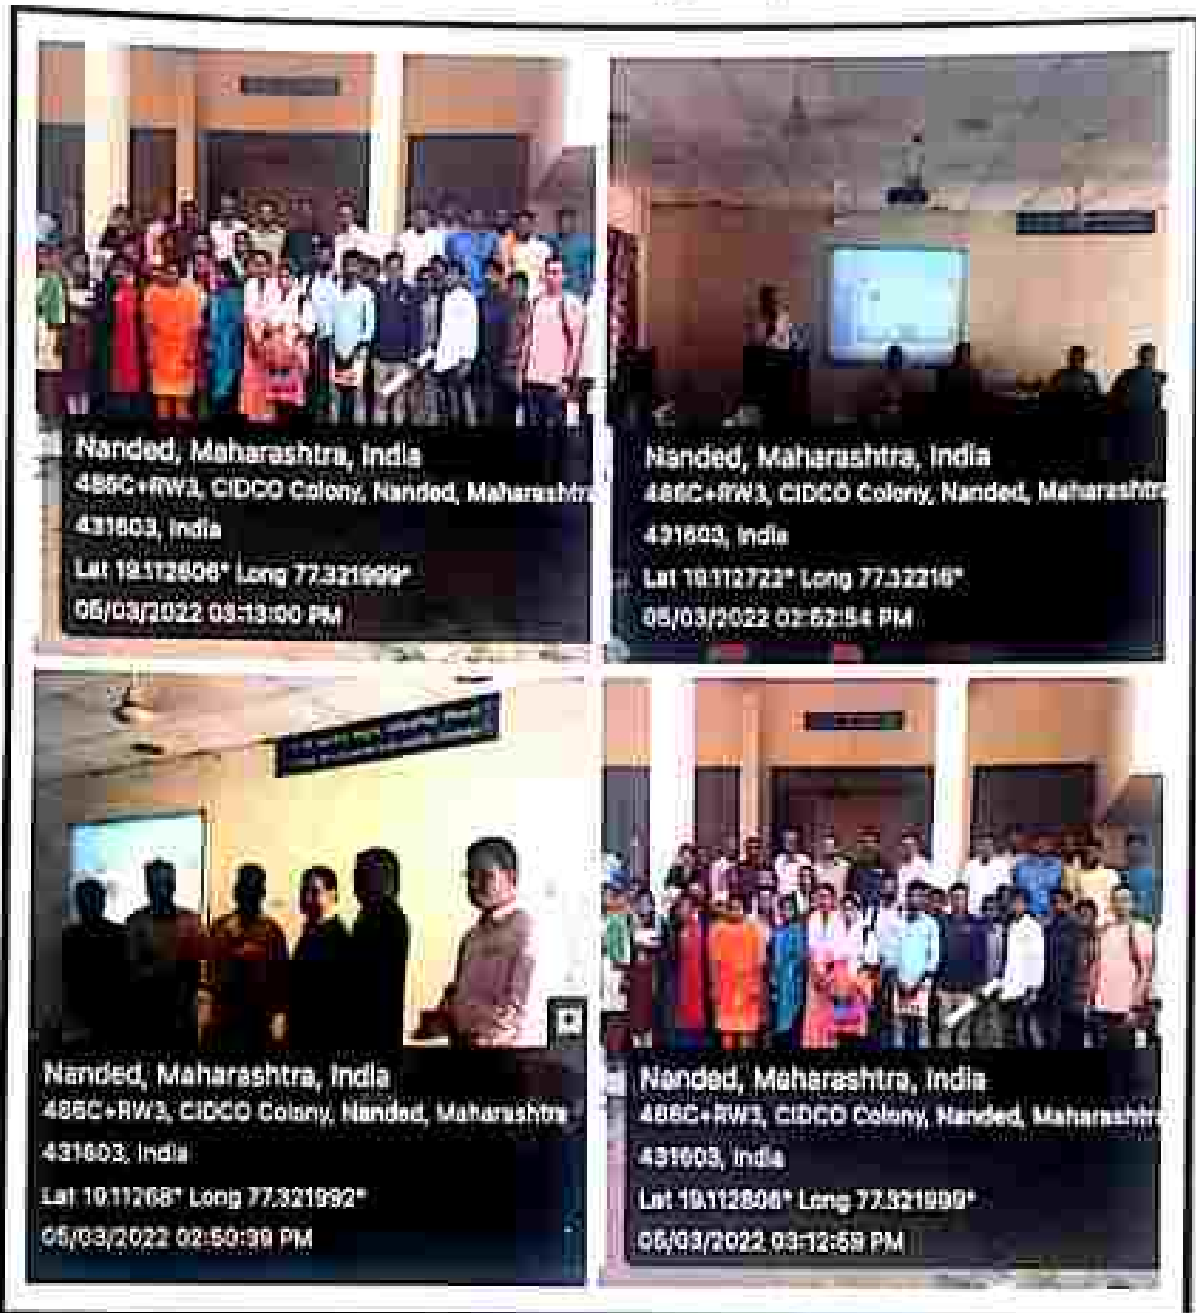 Nanded, Maharashtra, India
486C+RW3, CIDCO Colony, Nanded, Maharashtra
431603, India
Lat 19.112606° Long 77.321999°
05/03/2022 03:13:00 PM
Nanded, Maharashtra, India
486C+RW3, CIDCO Colony, Nanded, Maharashtra
431603, India
Lat 19.112722° Long 77.32216°
05/03/2022 02:52:54 PM
Nanded, Maharashtra, India
486C+RW3, CIDCO Colony, Nanded, Maharashtra
431603, India
Lat 19.11268° Long 77.321992°
05/03/2022 02:50:39 PM
Nanded, Maharashtra, India
486C+RW3, CIDCO Colony, Nanded, Maharashtra
431603, India
Lat 19.112606° Long 77.321999°
05/03/2022 03:12:59 PM